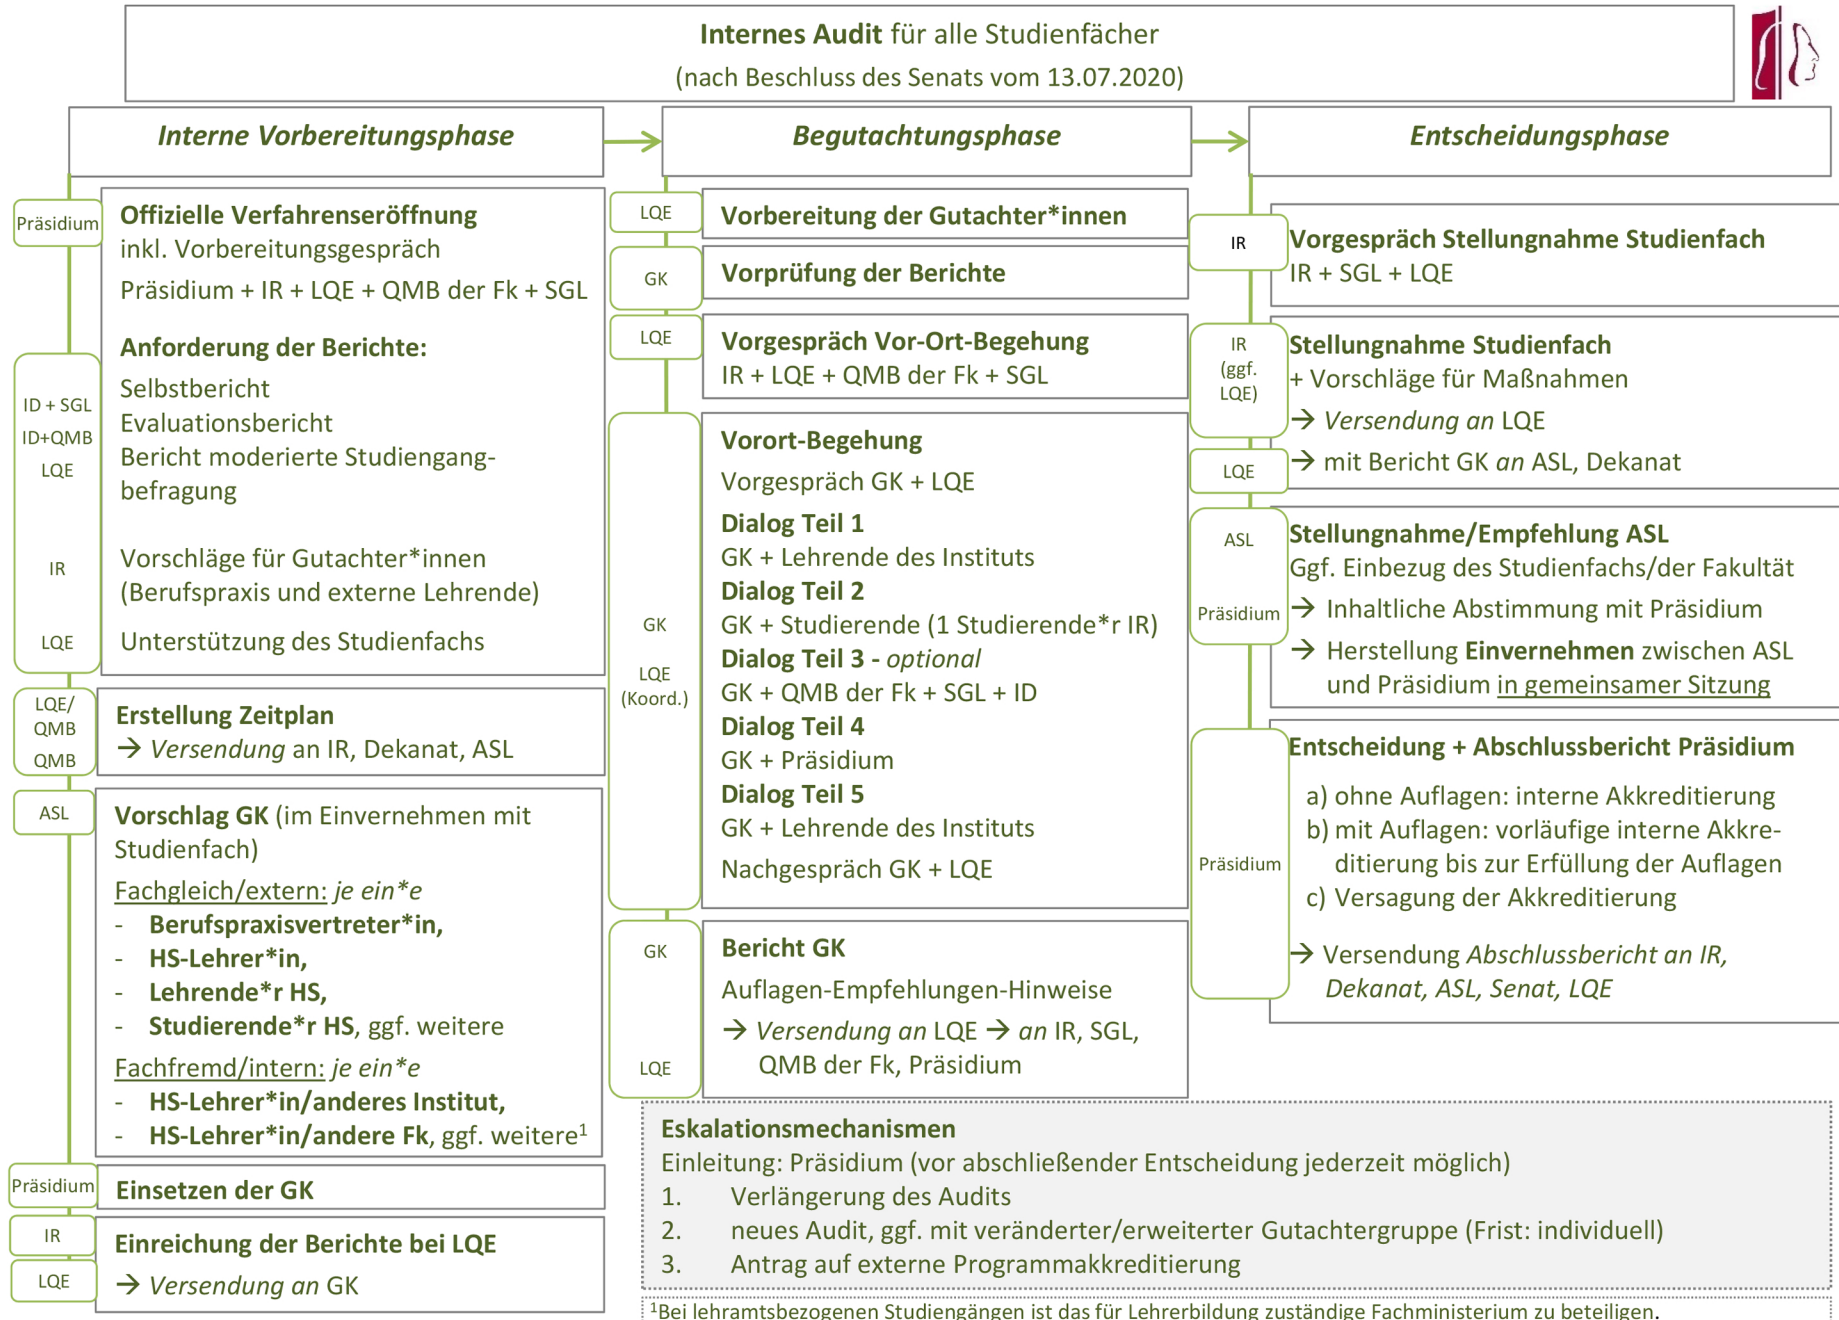 Internes Audit für alle Studienfächer
(nach Beschluss des Senats vom 13.07.2020)
Interne Vorbereitungsphase
Präsidium
Offizielle Verfahrenseröffnung
inkl. Vorbereitungsgespräch
Präsidium + IR + LQE + QMB der Fk + SGL
Anforderung der Berichte:
Selbstbericht
ID + SGL
Evaluationsbericht
ID+QMB
Bericht moderierte Studiengang-
LQE
befragung
IR
Vorschläge für Gutachter*innen
(Berufspraxis und externe Lehrende)
LQE
Unterstützung des Studienfachs
LQE/
QMB
QMB
Erstellung Zeitplan
→ Versendung an IR, Dekanat, ASL
ASL
Vorschlag GK (im Einvernehmen mit
Studienfach)
Fachgleich/extern: je ein*e
- Berufspraxisvertreter*in,
- HS-Lehrer*in,
- Lehrende*r HS,
- Studierende*r HS, ggf. weitere
Fachfremd/intern: je ein*e
- HS-Lehrer*in/anderes Institut,
- HS-Lehrer*in/andere Fk, ggf. weitere¹
Präsidium
Einsetzen der GK
IR
Einreichung der Berichte bei LQE
LQE
→ Versendung an GK
Begutachtungsphase
LQE
Vorbereitung der Gutachter*innen
GK
Vorprüfung der Berichte
LQE
Vorgespräch Vor-Ort-Begehung
IR + LQE + QMB der Fk + SGL
Vorort-Begehung
Vorgespräch GK + LQE
Dialog Teil 1
GK + Lehrende des Instituts
Dialog Teil 2
GK
GK + Studierende (1 Studierende*r IR)
Dialog Teil 3 - optional
LQE
(Koord.)
GK + QMB der Fk + SGL + ID
Dialog Teil 4
GK + Präsidium
Dialog Teil 5
GK + Lehrende des Instituts
Nachgespräch GK + LQE
GK
Bericht GK
Auflagen-Empfehlungen-Hinweise
→ Versendung an LQE → an IR, SGL,
QMB der Fk, Präsidium
LQE
Entscheidungsphase
IR
Vorgespräch Stellungnahme Studienfach
IR + SGL + LQE
IR
(ggf.
LQE)
Stellungnahme Studienfach
+ Vorschläge für Maßnahmen
→ Versendung an LQE
LQE
→ mit Bericht GK an ASL, Dekanat
ASL
Stellungnahme/Empfehlung ASL
Ggf. Einbezug des Studienfachs/der Fakultät
Präsidium
→ Inhaltliche Abstimmung mit Präsidium
→ Herstellung Einvernehmen zwischen ASL
und Präsidium in gemeinsamer Sitzung
Entscheidung + Abschlussbericht Präsidium
a) ohne Auflagen: interne Akkreditierung
b) mit Auflagen: vorläufige interne Akkre-
ditierung bis zur Erfüllung der Auflagen
Präsidium
c) Versagung der Akkreditierung
→ Versendung Abschlussbericht an IR,
Dekanat, ASL, Senat, LQE
Eskalationsmechanismen
Einleitung: Präsidium (vor abschließender Entscheidung jederzeit möglich)
1. Verlängerung des Audits
2. neues Audit, ggf. mit veränderter/erweiterter Gutachtergruppe (Frist: individuell)
3. Antrag auf externe Programmakkreditierung
¹Bei lehramtsbezogenen Studiengängen ist das für Lehrerbildung zuständige Fachministerium zu beteiligen.